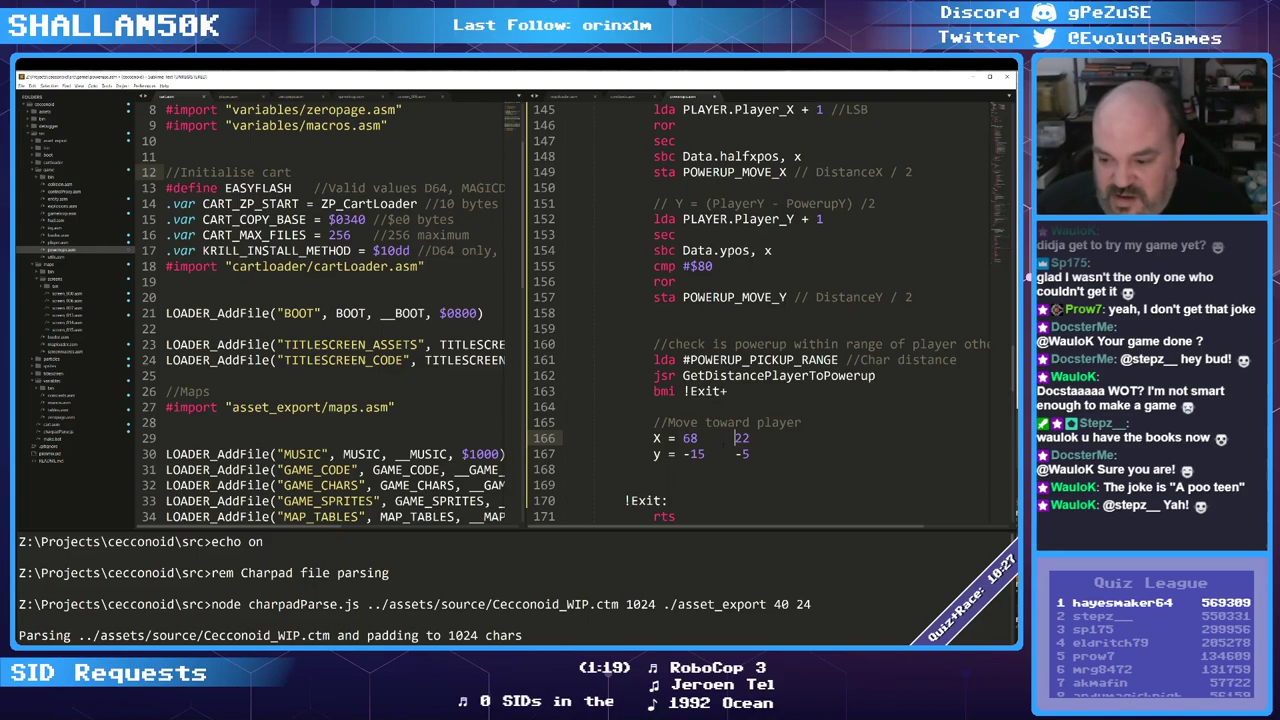 SHALLAN50K
Last Follow: orinxlm
Discord gPeZuSE
Twitter @EvoluteGames
FOLDERS
8 #import "variables/zeropage.asm"
9 #import "variables/macros.asm"
10
11
12 //Initialise cart
13 #define EASYFLASH //Valid values D64, MAGICD
14 .var CART_ZP_START = ZP_CartLoader //10 bytes
15 .var CART_COPY_BASE = $0340 //$e0 bytes
16 .var CART_MAX_FILES = 256 //256 maximum
17 .var KRILL_INSTALL_METHOD = $10dd //D64 only,
18 #import "cartloader/cartLoader.asm"
19
20
21 LOADER_AddFile("BOOT", BOOT, __BOOT, $0800)
22
23 LOADER_AddFile("TITLESCREEN_ASSETS", TITLESCRE
24 LOADER_AddFile("TITLESCREEN_CODE", TITLESCREEN
25
26 //Maps
27 #import "asset_export/maps.asm"
28
29
30 LOADER_AddFile("MUSIC", MUSIC, __MUSIC, $1000)
31 LOADER_AddFile("GAME_CODE", GAME_CODE, __GAME_
32 LOADER_AddFile("GAME_CHARS", GAME_CHARS, __GA
33 LOADER_AddFile("GAME_SPRITES", GAME_SPRITES, _
34 LOADER_AddFile("MAP_TABLES", MAP_TABLES, __MAP
145 lda PLAYER.Player_X + 1 //LSB
146 ror
147 sec
148 sbc Data.halfxpos, x
149 sta POWERUP_MOVE_X // DistanceX / 2
150
151 // Y = (PlayerY - PowerupY) /2
152 lda PLAYER.Player_Y + 1
153 sec
154 sbc Data.ypos, x
155 cmp #$80
156 ror
157 sta POWERUP_MOVE_Y // DistanceY / 2
158
159
160 //check is powerup within range of player othe
161 lda #POWERUP_PICKUP_RANGE //Char distance
162 jsr GetDistancePlayerToPowerup
163 bmi !Exit+
164
165 //Move toward player
166 X = 68 22
167 y = -15 -5
168
169
170 !Exit:
171 rts
Z:\Projects\cecconoid\src>echo on
Z:\Projects\cecconoid\src>rem Charpad file parsing
Z:\Projects\cecconoid\src>node charpadParse.js ../assets/source/Cecconoid_WIP.ctm 1024 ./asset_export 40 24
Parsing ../assets/source/Cecconoid_WIP.ctm and padding to 1024 chars
Quiz+Race: 10:27
WauloK:
didja get to try my game yet?
Sp175:
glad I wasn't the only one who
couldn't get it
Prow7: yeah, I don't get that joke
DocsterMe:
@WauloK Your game done ?
DocsterMe: @stepz__ hey bud!
WauloK:
Docstaaaaa WOT? I'm not smart
enough to make a game
Stepz__:
waulok u have the books now
DocsterMe:
@WauloK Sure you are!
WauloK: The joke is "A poo teen"
WauloK: @stepz__ Yah!
Quiz League
1 hayesmaker64 569309
2 stepz__ 550331
3 sp175 299956
4 eldritch79 205278
5 prow7 134609
6 mrg8472 131759
7 akmafin 57722
SID Requests
(1:19) RoboCop 3
Jeroen Tel
0 SIDs in the
1992 Ocean